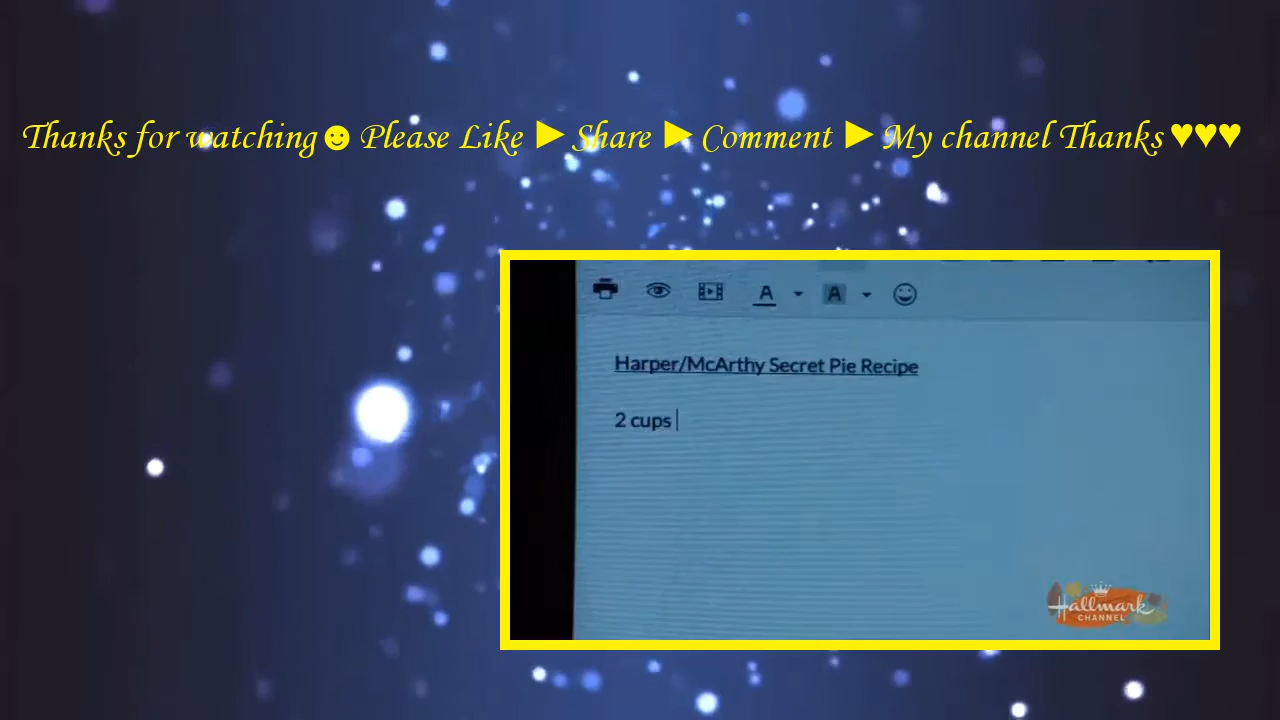 Thanks for watching☻Please Like ► Share ► Comment ► My channel Thanks ♥♥♥
Harper/McArthy Secret Pie Recipe
2 cups
Hallmark
CHANNEL